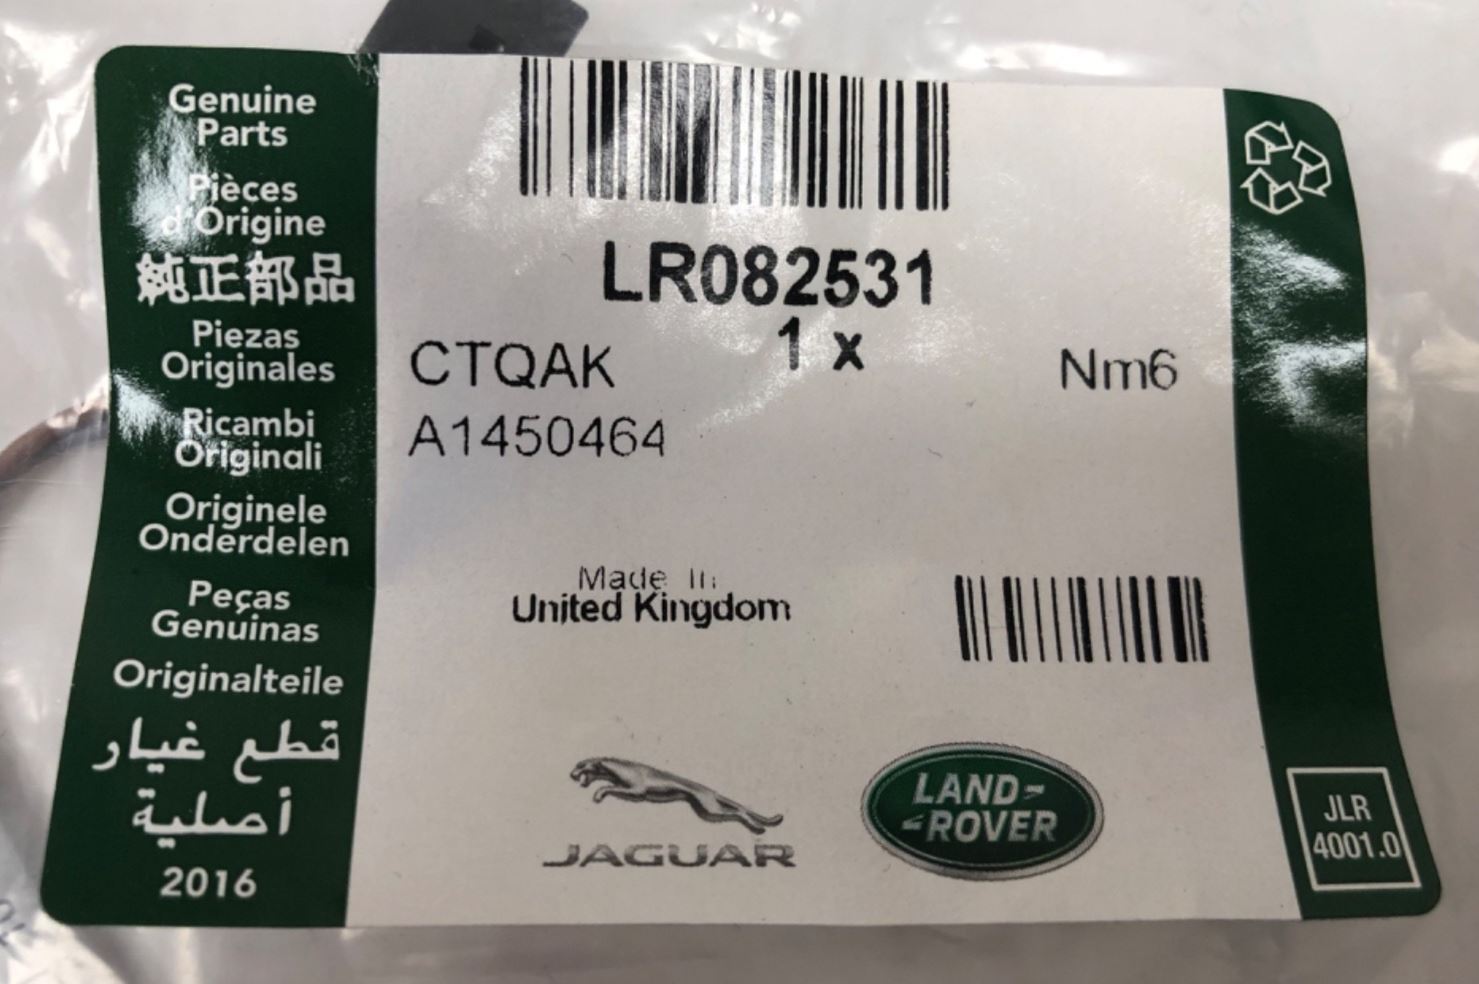 Genuine
Parts
Pièces
d'Origine
純正部品
Piezas
Originales
Ricambi
Originali
Originele
Onderdelen
Peças
Genuinas
Originalteile
قطع غيار
أصلية
2016
LR082531
1 x
CTQAK
Nm6
A1450464
Made In
United Kingdom
JAGUAR
LAND-
-ROVER
JLR
4001.0